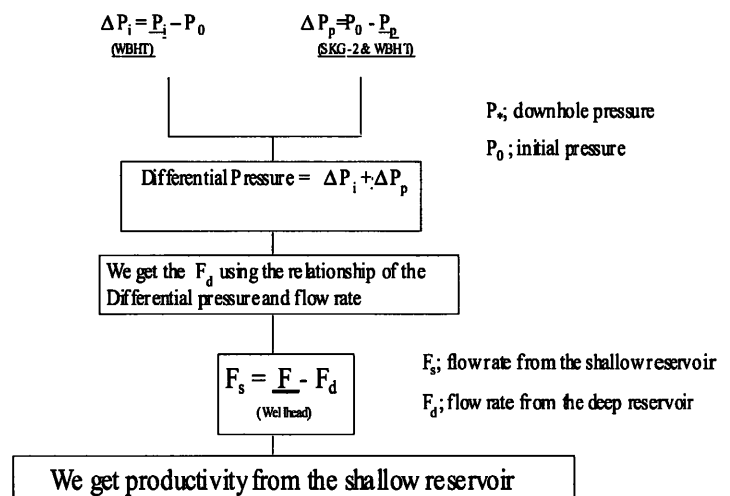 ΔP_i = P_i − P_0
(WBHT)
ΔP_p = P_0 - P_p
(SKG-2 & WBHT)
P_*; downhole pressure
P_0 ; initial pressure
Differential Pressure = ΔP_i + ΔP_p
We get the F_d using the relationship of the
Differential pressure and flow rate
F_s = F - F_d
(Wellhead)
F_s; flow rate from the shallow reservoir
F_d; flow rate from the deep reservoir
We get productivity from the shallow reservoir